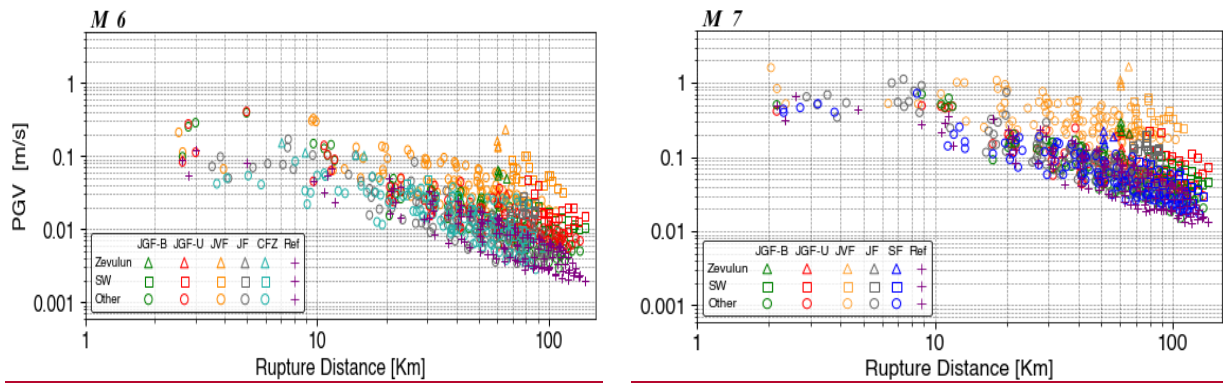 M 6
PGV [m/s]
1
0.1
0.01
0.001
JGF-B JGF-U JVF JF CFZ Ref
Zevulun
SW
Other
1 10 100
Rupture Distance [Km]
M 7
1
0.1
0.01
0.001
JGF-B JGF-U JVF JF SF Ref
Zevulun
SW
Other
1 10 100
Rupture Distance [Km]